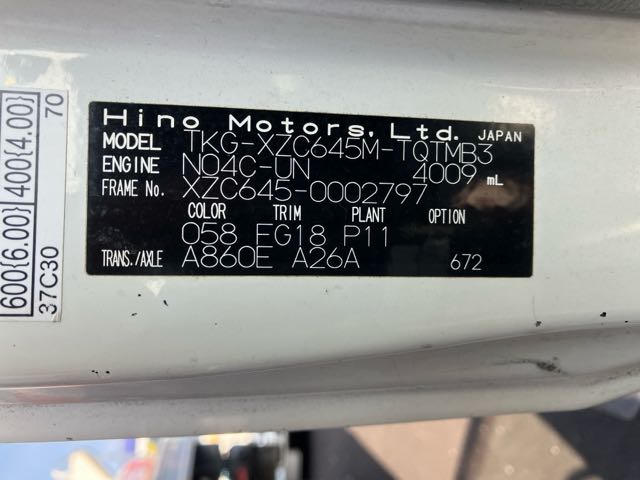 Hino Motors, Ltd. JAPAN
MODEL TKG-XZC645M-TQTMB3
ENGINE N04C-UN 4009 mL
FRAME No. XZC645-0002797
COLOR TRIM PLANT OPTION
058 FG18 P11
TRANS./AXLE A860E A26A 672
600{6.00} 400{4.00} 70
37C30